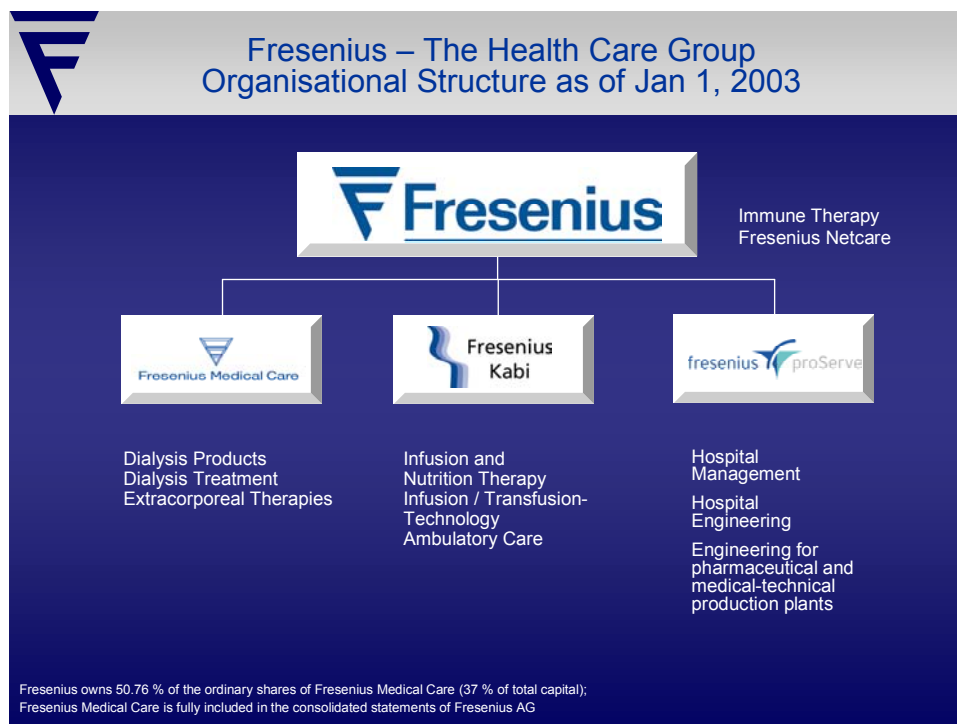 Fresenius – The Health Care Group
Organisational Structure as of Jan 1, 2003
Fresenius
Immune Therapy
Fresenius Netcare
Fresenius Medical Care
Fresenius
Kabi
fresenius proServe
Dialysis Products
Dialysis Treatment
Extracorporeal Therapies
Infusion and
Nutrition Therapy
Infusion / Transfusion-
Technology
Ambulatory Care
Hospital
Management
Hospital
Engineering
Engineering for
pharmaceutical and
medical-technical
production plants
Fresenius owns 50.76 % of the ordinary shares of Fresenius Medical Care (37 % of total capital);
Fresenius Medical Care is fully included in the consolidated statements of Fresenius AG